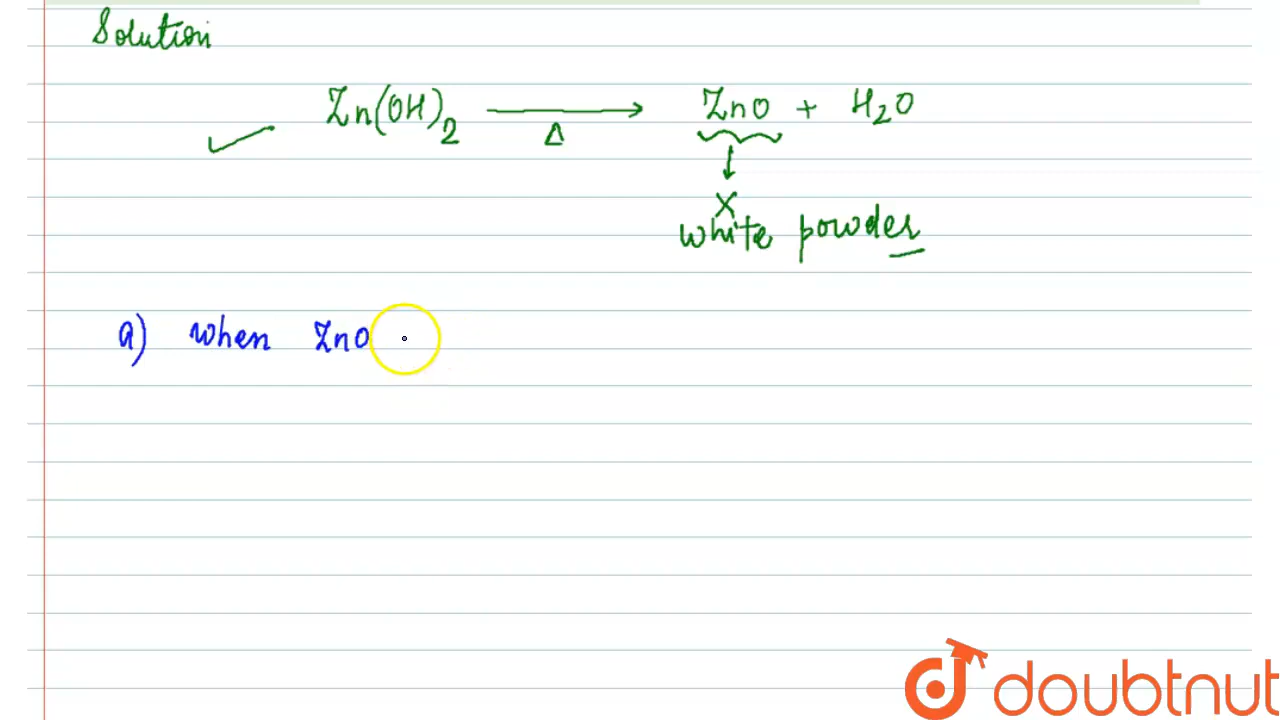 Solution
Zn(OH)2 → ZnO + H2O
Δ
X
white powder
a) when ZnO
doubtnut